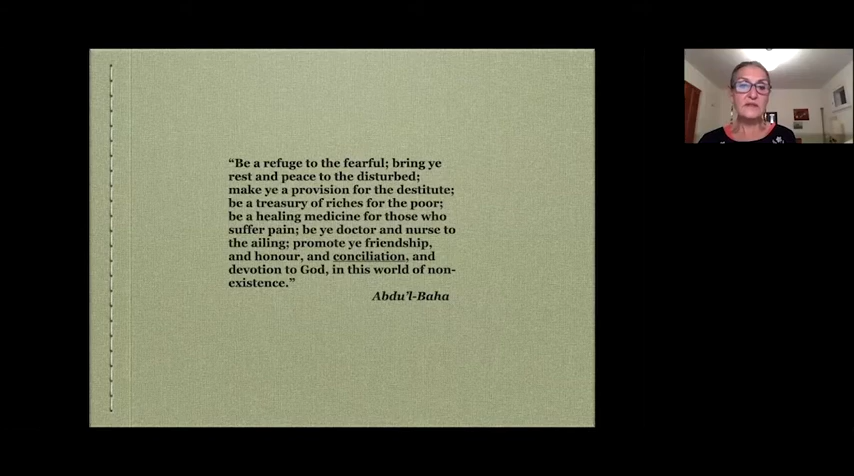 “Be a refuge to the fearful; bring ye
rest and peace to the disturbed;
make ye a provision for the destitute;
be a treasury of riches for the poor;
be a healing medicine for those who
suffer pain; be ye doctor and nurse to
the ailing; promote ye friendship,
and honour, and conciliation, and
devotion to God, in this world of non-
existence.”
Abdu’l-Baha